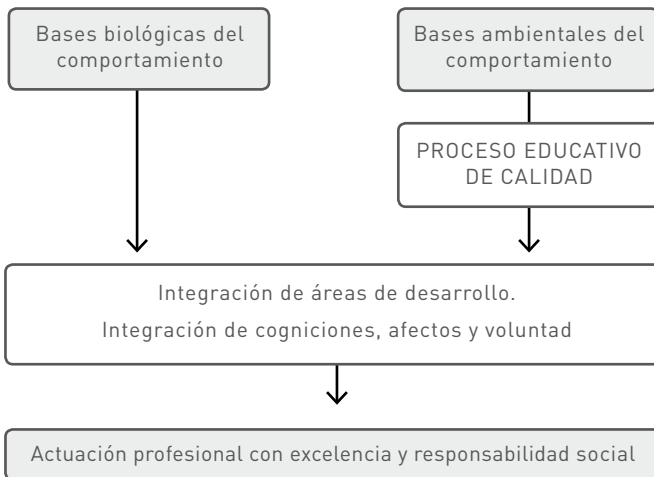 Bases biológicas del
comportamiento
Bases ambientales del
comportamiento
PROCESO EDUCATIVO
DE CALIDAD
Integración de áreas de desarrollo.
Integración de cogniciones, afectos y voluntad
Actuación profesional con excelencia y responsabilidad social